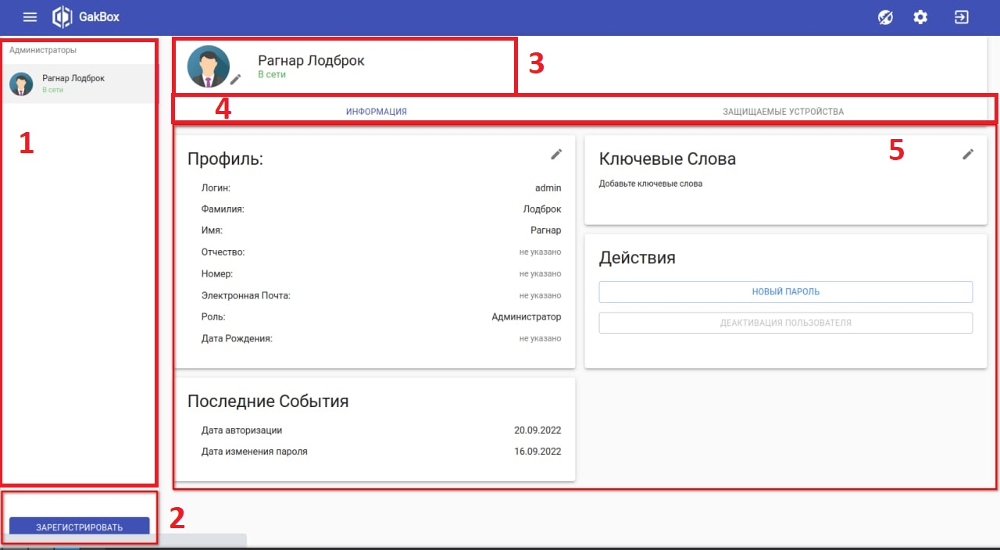 GakBox
Администраторы
Рагнар Лодброк
В сети
1
ЗАРЕГИСТРИРОВАТЬ
2
Рагнар Лодброк
В сети
3
4
ИНФОРМАЦИЯ
ЗАЩИЩАЕМЫЕ УСТРОЙСТВА
Профиль:
Логин: admin
Фамилия: Лодброк
Имя: Рагнар
Отчество: не указано
Номер: не указано
Электронная Почта: не указано
Роль: Администратор
Дата Рождения: не указано
5
Ключевые Слова
Добавьте ключевые слова
Действия
НОВЫЙ ПАРОЛЬ
ДЕАКТИВАЦИЯ ПОЛЬЗОВАТЕЛЯ
Последние События
Дата авторизации 20.09.2022
Дата изменения пароля 16.09.2022